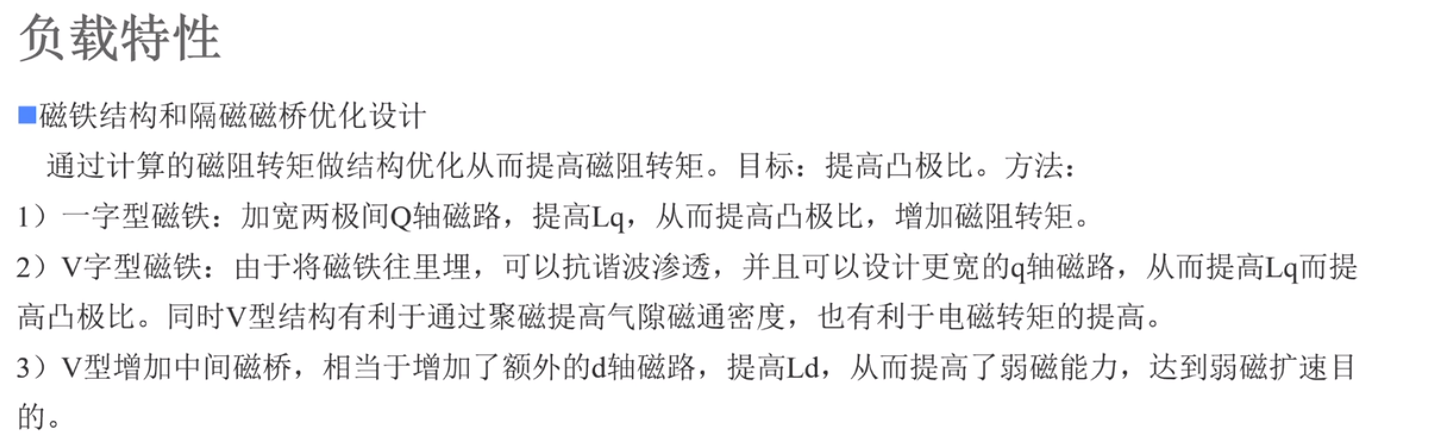 负载特性
■磁铁结构和隔磁磁桥优化设计
通过计算的磁阻转矩做结构优化从而提高磁阻转矩。目标：提高凸极比。方法：
1）一字型磁铁：加宽两极间Q轴磁路，提高Lq，从而提高凸极比，增加磁阻转矩。
2）V字型磁铁：由于将磁铁往里埋，可以抗谐波渗透，并且可以设计更宽的q轴磁路，从而提高Lq而提
高凸极比。同时V型结构有利于通过聚磁提高气隙磁通密度，也有利于电磁转矩的提高。
3）V型增加中间磁桥，相当于增加了额外的d轴磁路，提高Ld，从而提高了弱磁能力，达到弱磁扩速目
的。